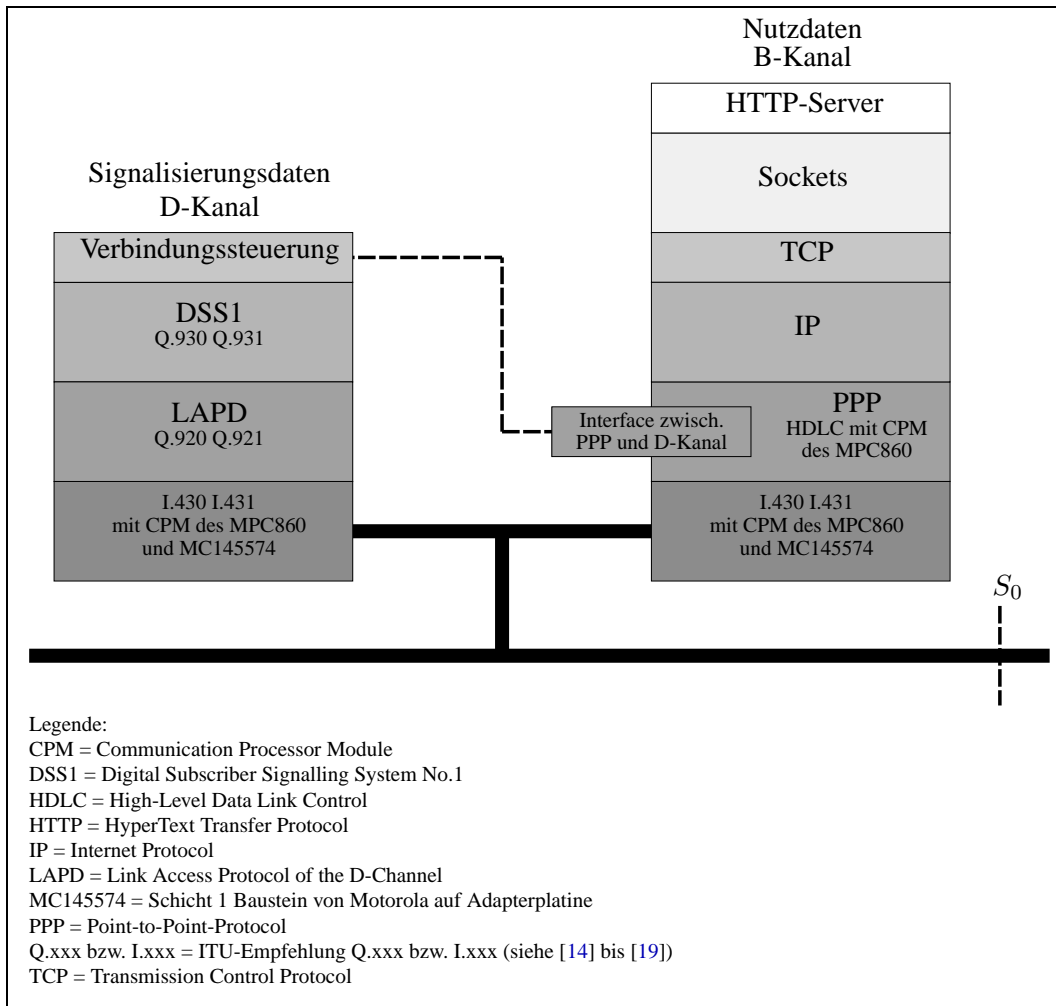 Nutzdaten
B-Kanal
HTTP-Server
Sockets
TCP
IP
PPP
HDLC mit CPM
des MPC860
I.430 I.431
mit CPM des MPC860
und MC145574
Signalisierungsdaten
D-Kanal
Verbindungssteuerung
DSS1
Q.930 Q.931
LAPD
Q.920 Q.921
I.430 I.431
mit CPM des MPC860
und MC145574
Interface zwisch.
PPP und D-Kanal
S0
Legende:
CPM = Communication Processor Module
DSS1 = Digital Subscriber Signalling System No.1
HDLC = High-Level Data Link Control
HTTP = HyperText Transfer Protocol
IP = Internet Protocol
LAPD = Link Access Protocol of the D-Channel
MC145574 = Schicht 1 Baustein von Motorola auf Adapterplatine
PPP = Point-to-Point-Protocol
Q.xxx bzw. I.xxx = ITU-Empfehlung Q.xxx bzw. I.xxx (siehe [14] bis [19])
TCP = Transmission Control Protocol